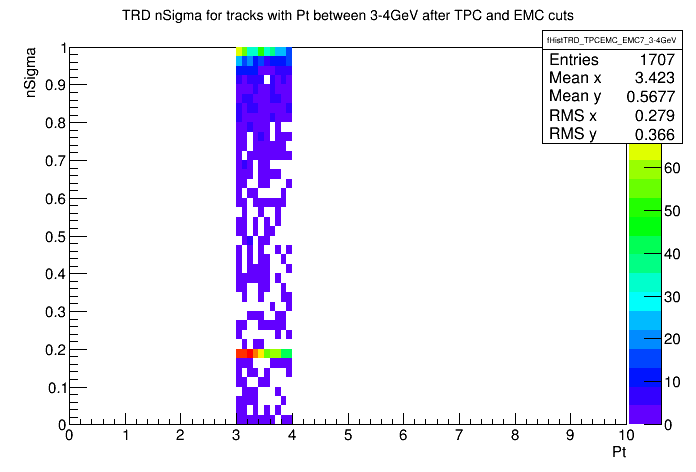 TRD nSigma for tracks with Pt between 3-4GeV after TPC and EMC cuts
fHistTRD_TPCEMC_EMC7_3-4GeV
Entries 1707
Mean x 3.423
Mean y 0.5677
RMS x 0.279
RMS y 0.366
nSigma
1
0.9
0.8
0.7
0.6
0.5
0.4
0.3
0.2
0.1
0
0 1 2 3 4 5 6 7 8 9 10
Pt
60
50
40
30
20
10
0